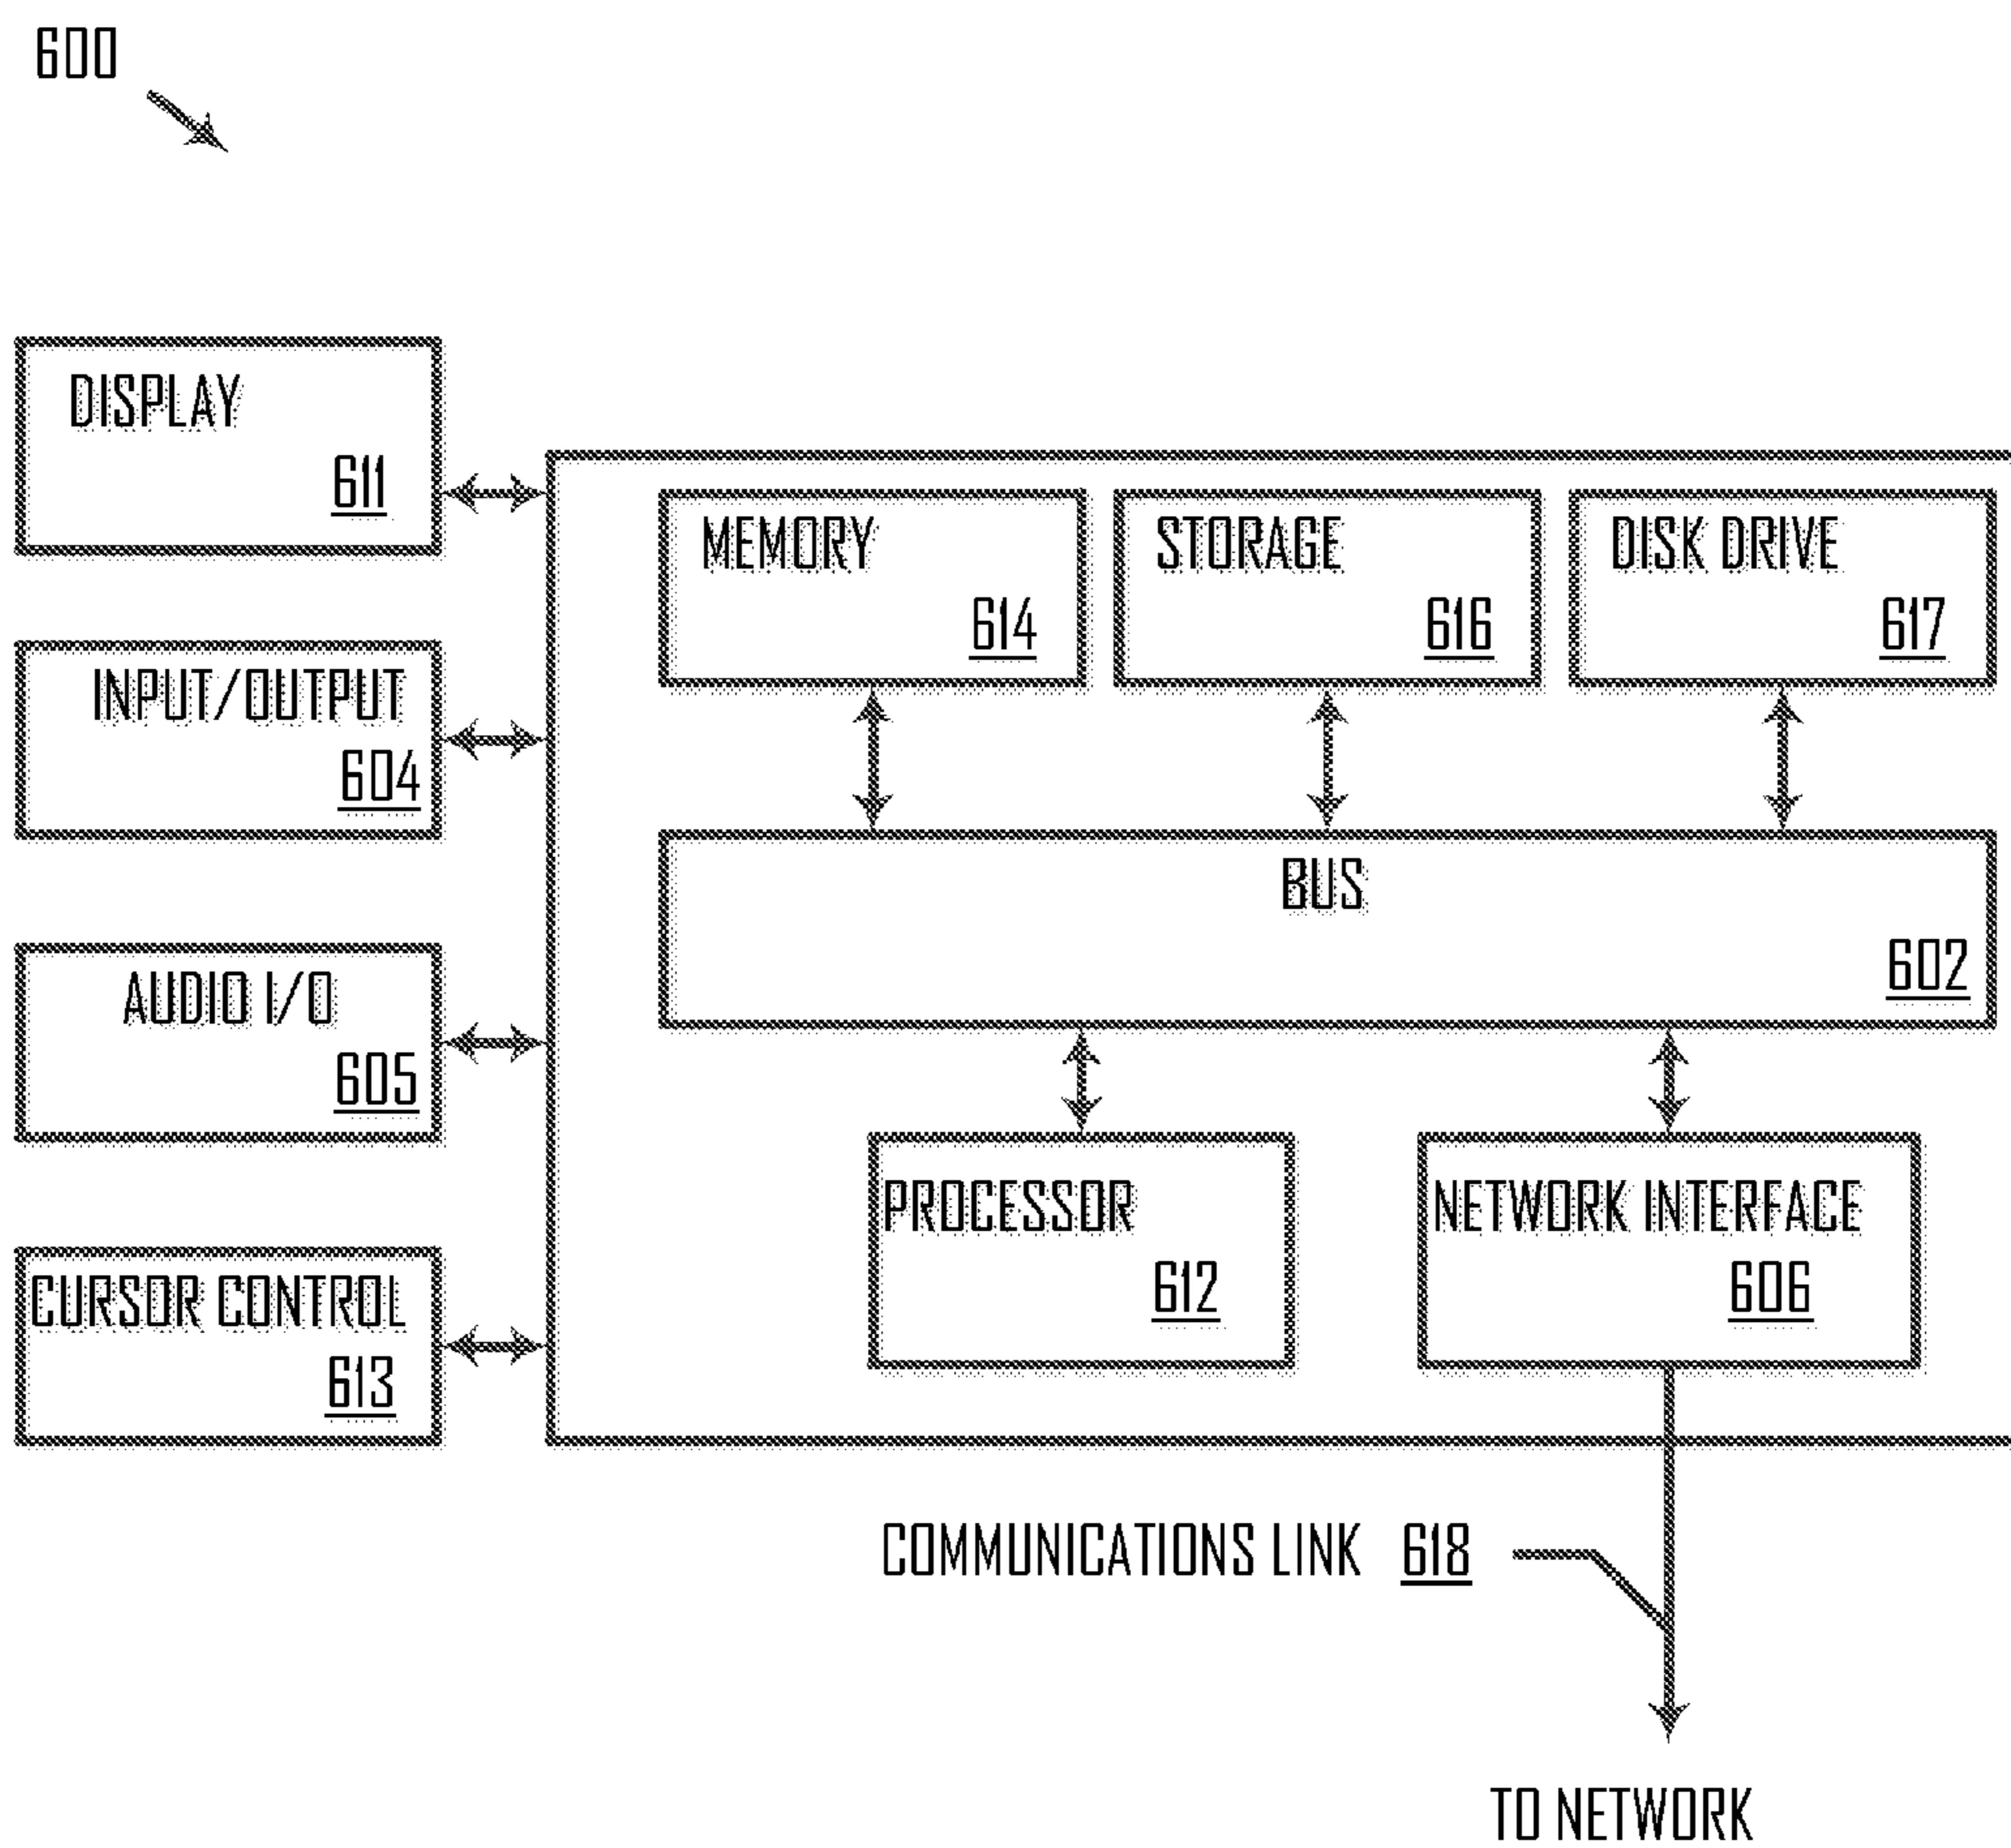 600
DISPLAY
611
INPUT/OUTPUT
604
AUDIO I/O
605
CURSOR CONTROL
613
MEMORY
614
STORAGE
616
DISK DRIVE
617
BUS
602
PROCESSOR
612
NETWORK INTERFACE
606
COMMUNICATIONS LINK 618
TO NETWORK